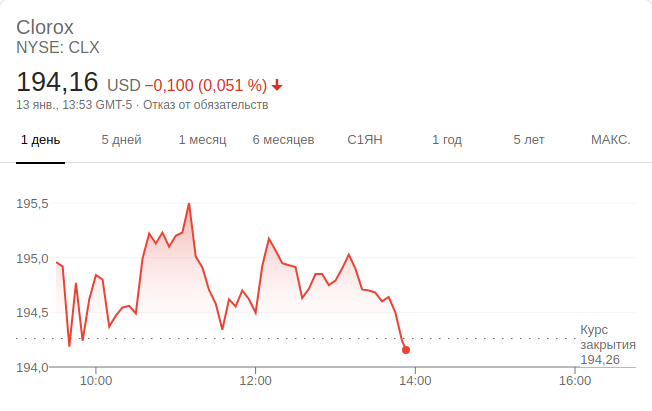 Clorox
NYSE: CLX
194,16 USD −0,100 (0,051 %)
13 янв., 13:53 GMT-5 · Отказ от обязательств
1 день 5 дней 1 месяц 6 месяцев С1ЯН 1 год 5 лет МАКС.
195,5
195,0
194,5
Курс
закрытия
194,26
194,0
10:00 12:00 14:00 16:00